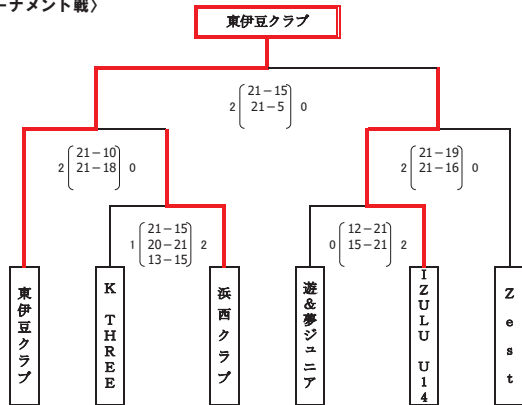 ーナメント戦〉
東伊豆クラブ
2 21−15 0
21−5
2 21−10 0
21−18
2 21−19 0
21−16
1 21−15 2
20−21
13−15
0 12−21 2
15−21
東伊豆クラブ
K THREE
浜西クラブ
遊&夢ジュニア
IZULU U14
Zest